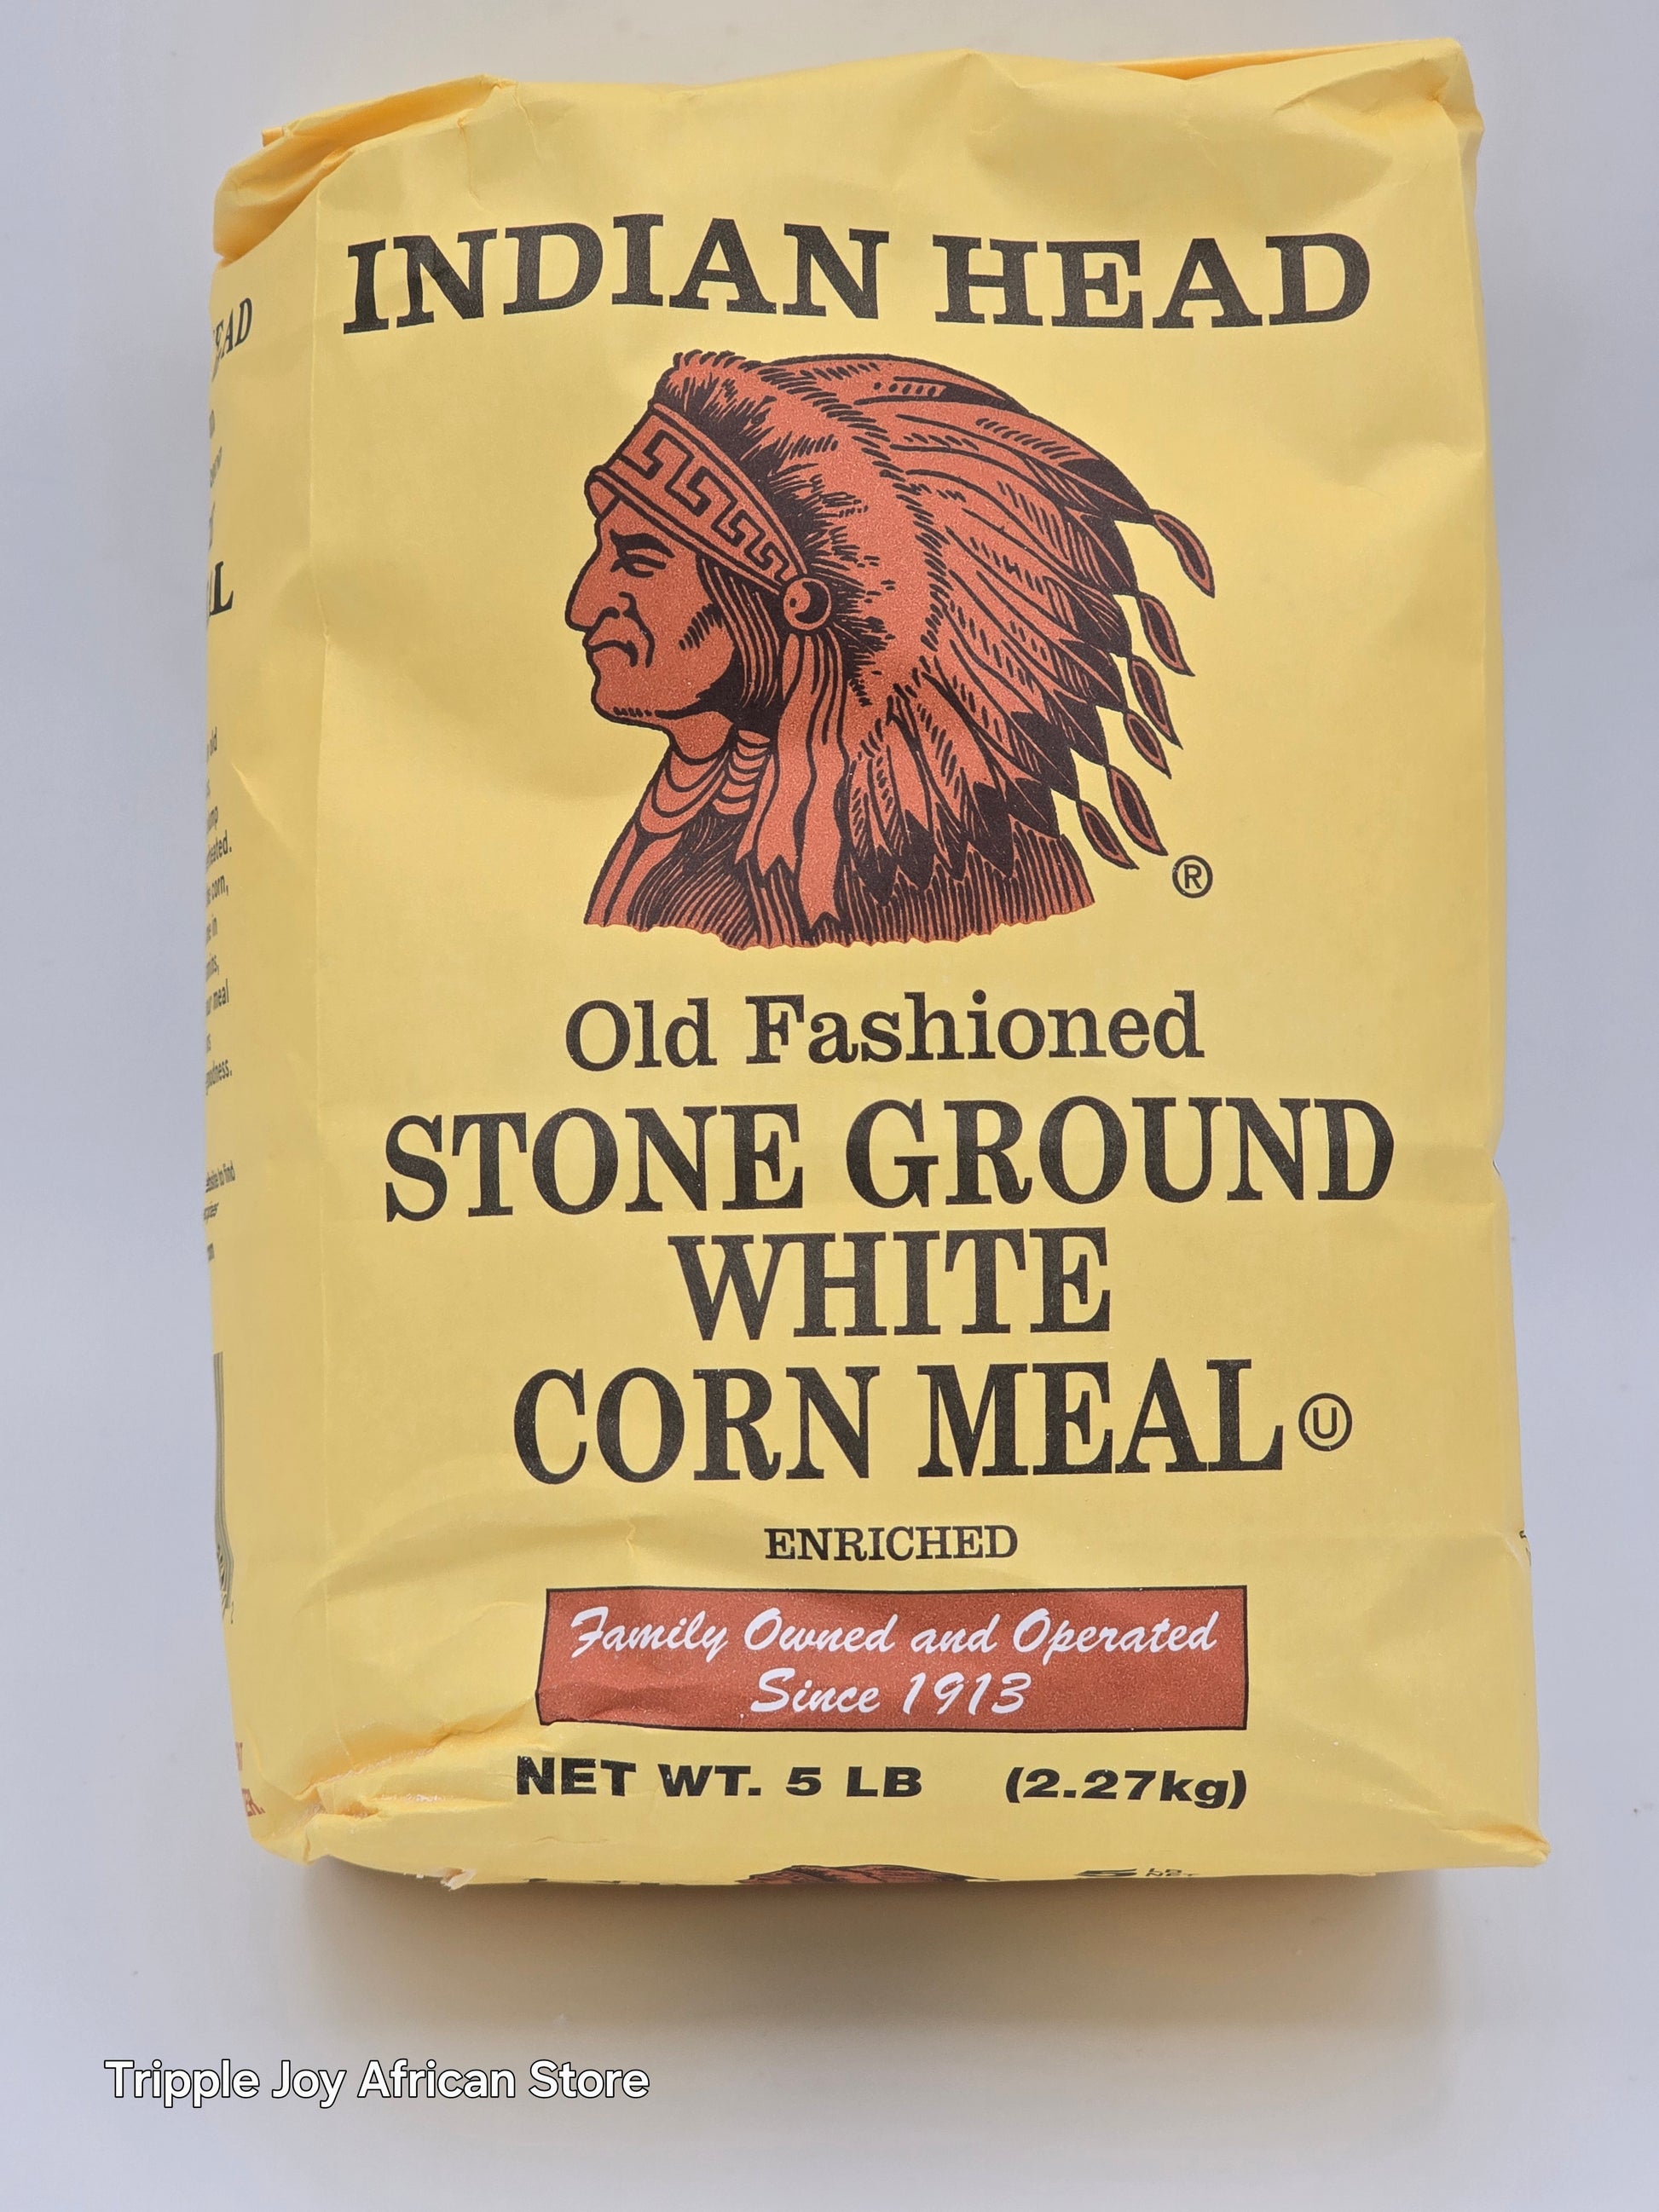 INDIAN HEAD
®
Old Fashioned
STONE GROUND
WHITE
CORN MEAL Ⓤ
ENRICHED
Family Owned and Operated
Since 1913
NET WT. 5 LB (2.27kg)
Tripple Joy African Store